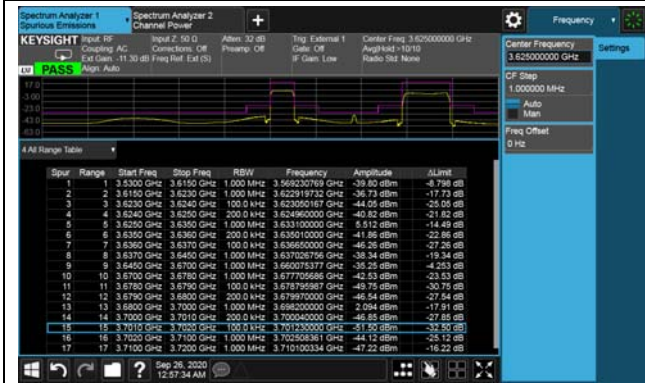 Spectrum Analyzer 1
Spurious Emissions
Spectrum Analyzer 2
Channel Power
Frequency
KEYSIGHT Input: RF Input Z: 50 Ω Atten: 32 dB Trig: External 1 Center Freq: 3.625000000 GHz
Coupling: AC Corrections: Off Preamp: Off Gate: Off Avg|Hold:>10/10
Ext Gain: -11.30 dB Freq Ref: Ext (S) IF Gain: Low Radio Std: None
PASS Align: Auto
17.0
-3.00
-23.0
-43.0
-63.0
4 All Range Table
Spur Range Start Freq Stop Freq RBW Frequency Amplitude ΔLimit
1 1 3.5300 GHz 3.6150 GHz 1.000 MHz 3.569230769 GHz -39.80 dBm -8.798 dB
2 2 3.6150 GHz 3.6230 GHz 1.000 MHz 3.622919732 GHz -36.73 dBm -17.73 dB
3 3 3.6230 GHz 3.6240 GHz 100.0 kHz 3.623050167 GHz -44.05 dBm -25.05 dB
4 4 3.6240 GHz 3.6250 GHz 200.0 kHz 3.624960000 GHz -40.82 dBm -21.82 dB
5 5 3.6250 GHz 3.6350 GHz 1.000 MHz 3.633100000 GHz 5.512 dBm -14.49 dB
6 6 3.6350 GHz 3.6360 GHz 200.0 kHz 3.635010000 GHz -41.86 dBm -22.86 dB
7 7 3.6360 GHz 3.6370 GHz 100.0 kHz 3.636650000 GHz -46.26 dBm -27.26 dB
8 8 3.6370 GHz 3.6450 GHz 1.000 MHz 3.637026756 GHz -38.34 dBm -19.34 dB
9 9 3.6450 GHz 3.6700 GHz 1.000 MHz 3.660075377 GHz -35.25 dBm -4.253 dB
10 10 3.6700 GHz 3.6780 GHz 1.000 MHz 3.677705686 GHz -42.53 dBm -23.53 dB
11 11 3.6780 GHz 3.6790 GHz 100.0 kHz 3.678795987 GHz -49.75 dBm -30.75 dB
12 12 3.6790 GHz 3.6800 GHz 200.0 kHz 3.679970000 GHz -46.54 dBm -27.54 dB
13 13 3.6800 GHz 3.7000 GHz 1.000 MHz 3.698200000 GHz 2.094 dBm -17.91 dB
14 14 3.7000 GHz 3.7010 GHz 200.0 kHz 3.700040000 GHz -46.85 dBm -27.85 dB
15 15 3.7010 GHz 3.7020 GHz 100.0 kHz 3.701230000 GHz -51.50 dBm -32.50 dB
16 16 3.7020 GHz 3.7100 GHz 1.000 MHz 3.702508361 GHz -44.12 dBm -25.12 dB
17 17 3.7100 GHz 3.7200 GHz 1.000 MHz 3.710100334 GHz -47.22 dBm -16.22 dB
Center Frequency
3.625000000 GHz
Settings
CF Step
1.000000 MHz
Auto
Man
Freq Offset
0 Hz
Sep 26, 2020
12:57:34 AM